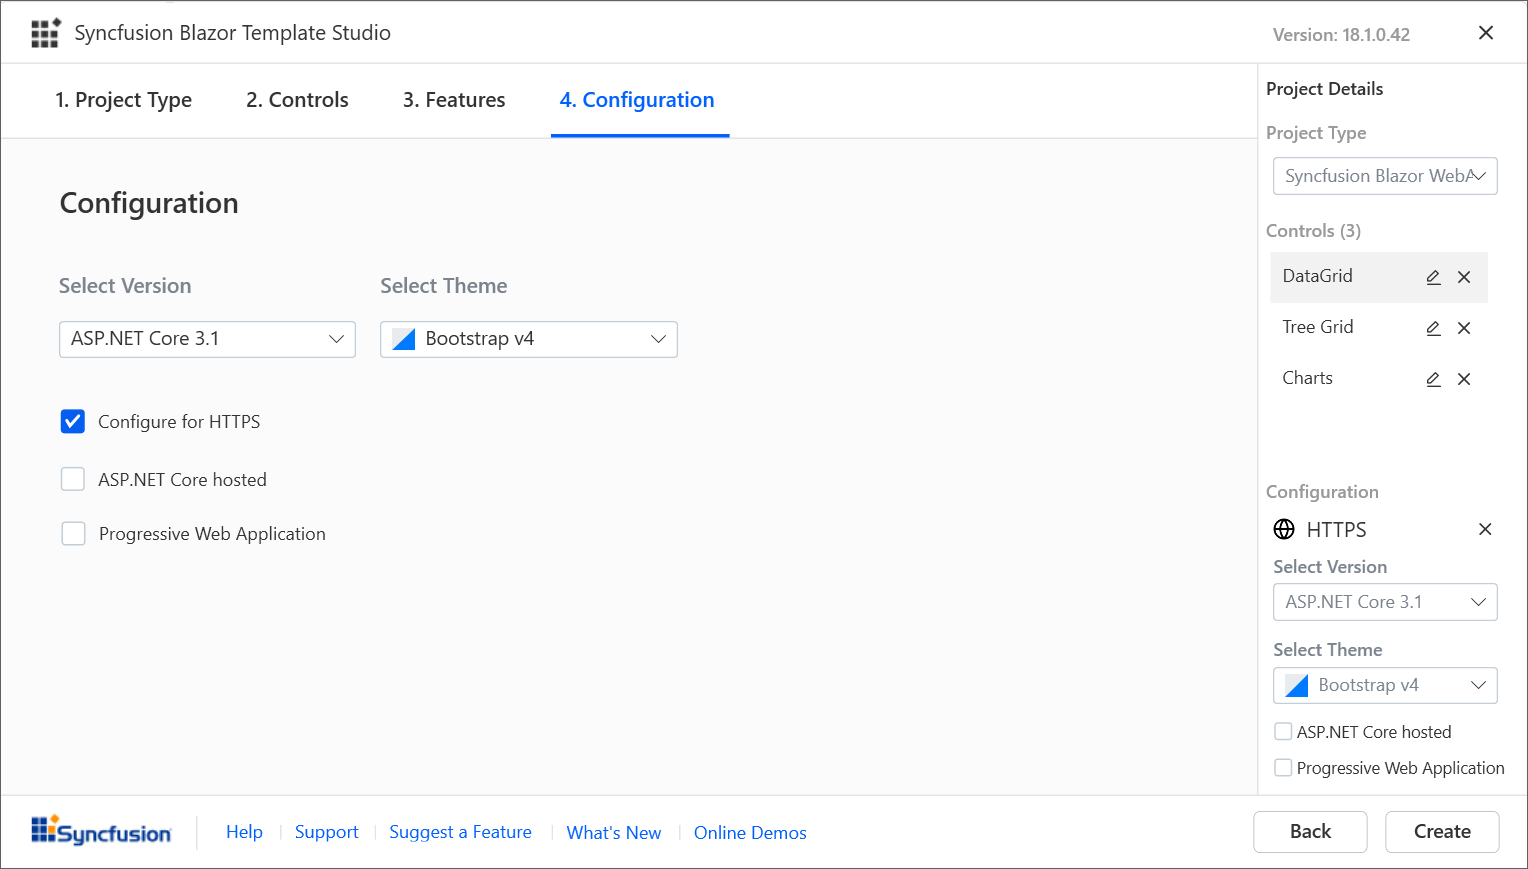 Syncfusion Blazor Template Studio
Version: 18.1.0.42
1. Project Type
2. Controls
3. Features
4. Configuration
Configuration
Select Version
Select Theme
ASP.NET Core 3.1
Bootstrap v4
Configure for HTTPS
ASP.NET Core hosted
Progressive Web Application
Project Details
Project Type
Syncfusion Blazor WebA
Controls (3)
DataGrid
Tree Grid
Charts
Configuration
HTTPS
Select Version
ASP.NET Core 3.1
Select Theme
Bootstrap v4
ASP.NET Core hosted
Progressive Web Application
Syncfusion
Help
Support
Suggest a Feature
What's New
Online Demos
Back
Create